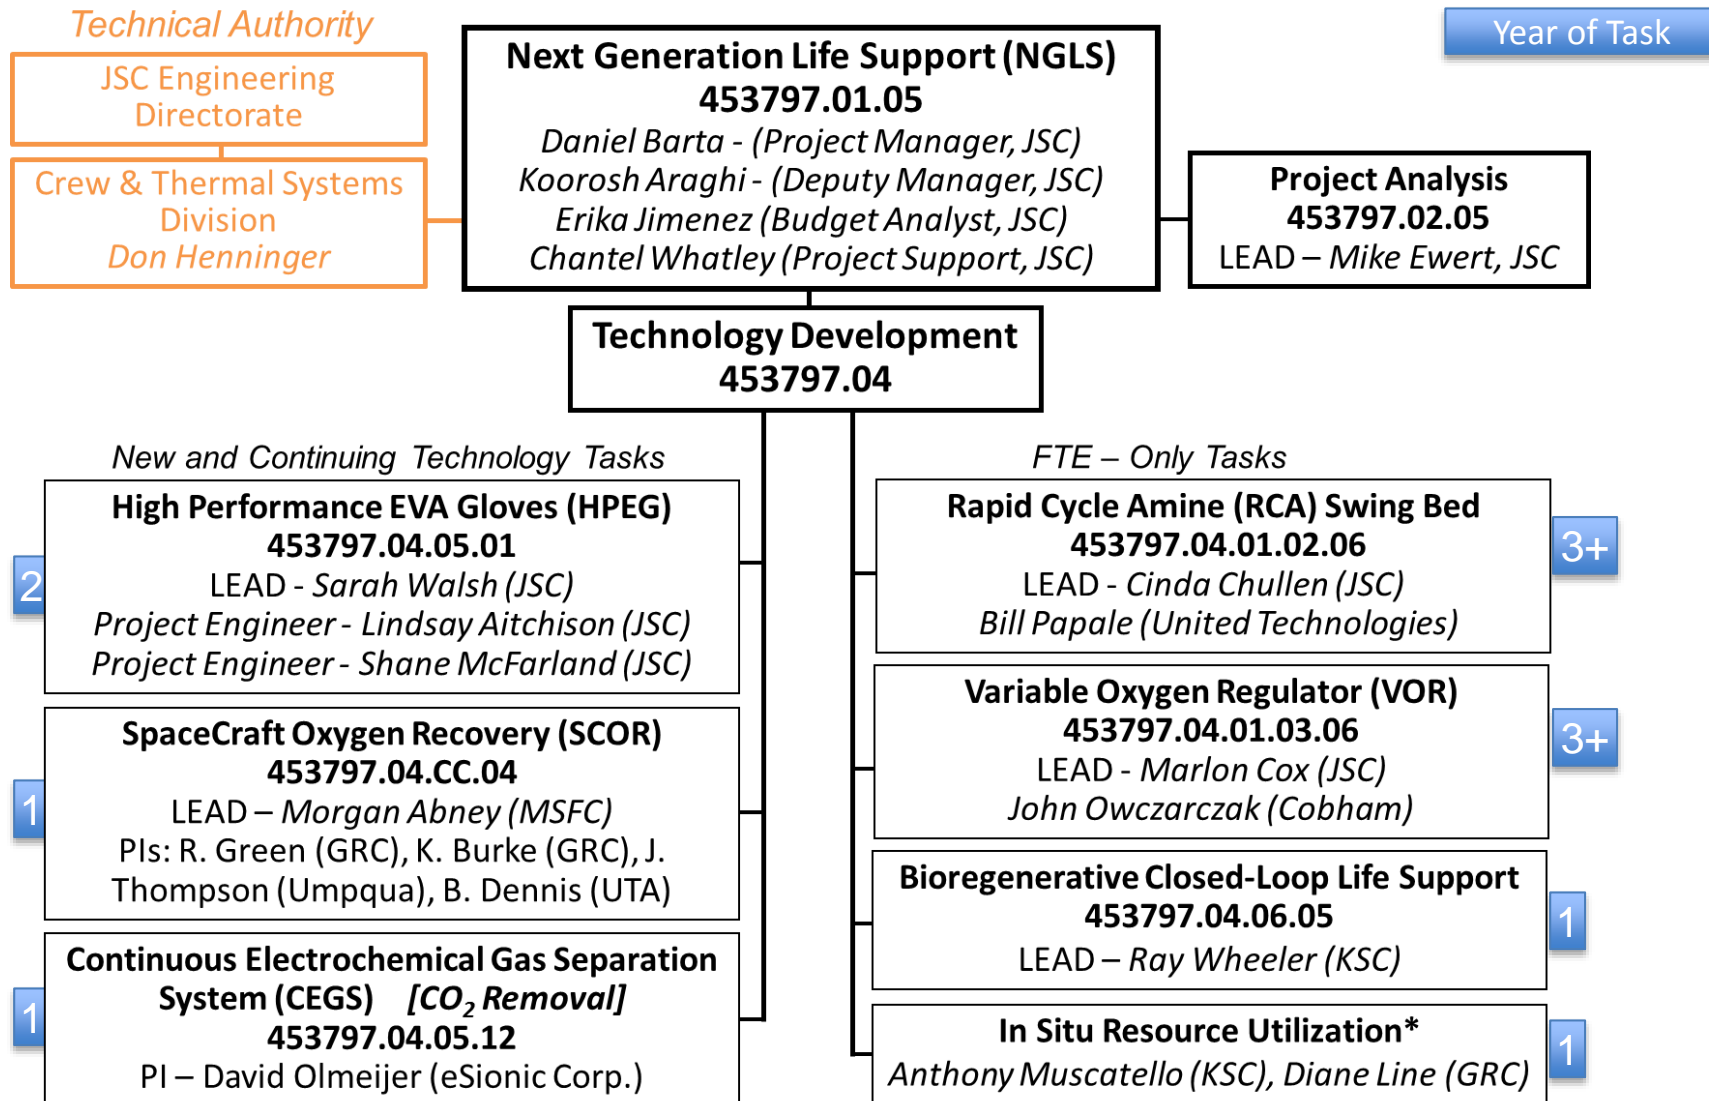 Technical Authority
JSC Engineering
Directorate
Crew & Thermal Systems
Division
Don Henninger
Next Generation Life Support (NGLS)
453797.01.05
Daniel Barta - (Project Manager, JSC)
Koorosh Araghi - (Deputy Manager, JSC)
Erika Jimenez (Budget Analyst, JSC)
Chantel Whatley (Project Support, JSC)
Year of Task
Project Analysis
453797.02.05
LEAD – Mike Ewert, JSC
Technology Development
453797.04
New and Continuing Technology Tasks
High Performance EVA Gloves (HPEG)
453797.04.05.01
LEAD - Sarah Walsh (JSC)
Project Engineer - Lindsay Aitchison (JSC)
Project Engineer - Shane McFarland (JSC)
2
SpaceCraft Oxygen Recovery (SCOR)
453797.04.CC.04
LEAD – Morgan Abney (MSFC)
PIs: R. Green (GRC), K. Burke (GRC), J.
Thompson (Umpqua), B. Dennis (UTA)
1
Continuous Electrochemical Gas Separation
System (CEGS) [CO₂ Removal]
453797.04.05.12
PI – David Olmeijer (eSionic Corp.)
1
FTE – Only Tasks
Rapid Cycle Amine (RCA) Swing Bed
453797.04.01.02.06
LEAD - Cinda Chullen (JSC)
Bill Papale (United Technologies)
3+
Variable Oxygen Regulator (VOR)
453797.04.01.03.06
LEAD - Marlon Cox (JSC)
John Owczarczak (Cobham)
3+
Bioregenerative Closed-Loop Life Support
453797.04.06.05
LEAD – Ray Wheeler (KSC)
1
In Situ Resource Utilization*
Anthony Muscatello (KSC), Diane Line (GRC)
1